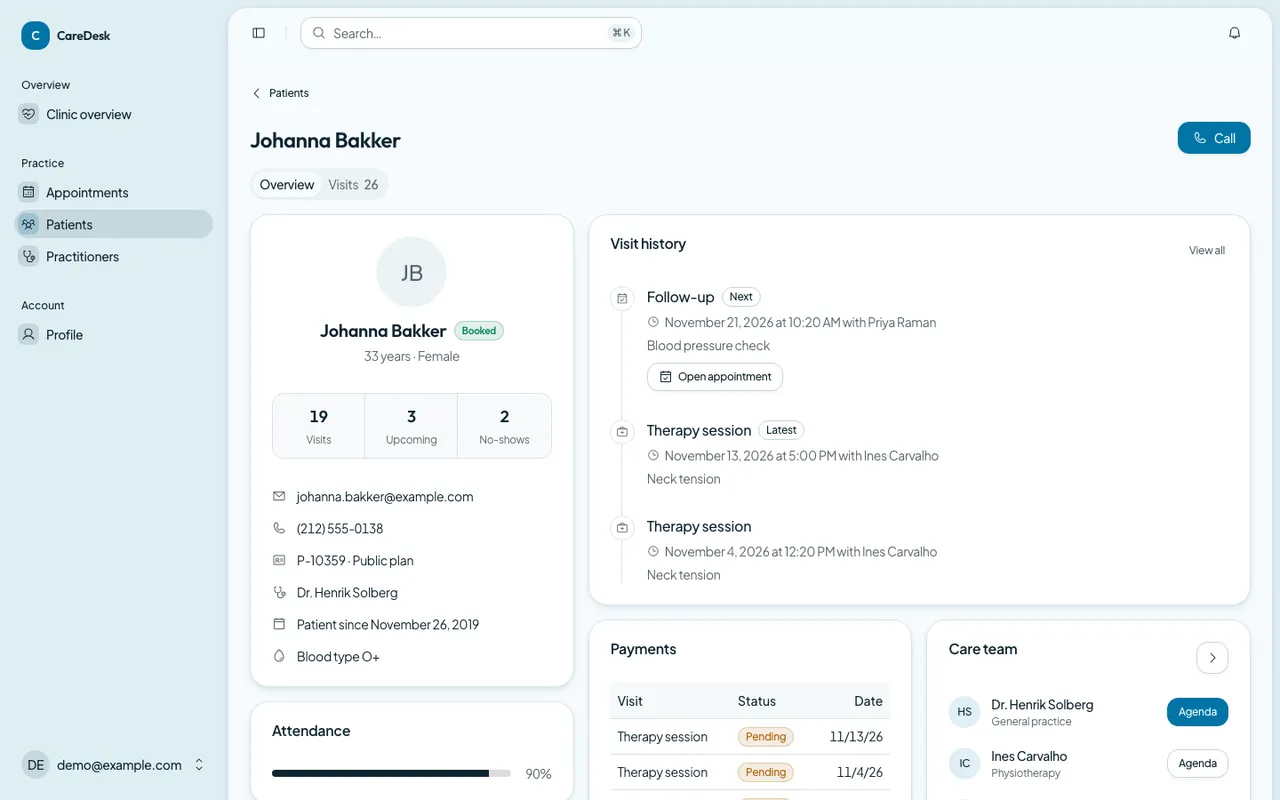 C CareDesk
Overview
Clinic overview
Practice
Appointments
Patients
Practitioners
Account
Profile
DE demo@example.com
Search... ⌘K
Patients
Johanna Bakker
Call
Overview Visits 26
JB
Johanna Bakker Booked
33 years · Female
19 3 2
Visits Upcoming No-shows
johanna.bakker@example.com
(212) 555-0138
P-10359 · Public plan
Dr. Henrik Solberg
Patient since November 26, 2019
Blood type O+
Attendance
90%
Visit history
View all
Follow-up Next
November 21, 2026 at 10:20 AM with Priya Raman
Blood pressure check
Open appointment
Therapy session Latest
November 13, 2026 at 5:00 PM with Ines Carvalho
Neck tension
Therapy session
November 4, 2026 at 12:20 PM with Ines Carvalho
Neck tension
Payments
Visit Status Date
Therapy session Pending 11/13/26
Therapy session Pending 11/4/26
Care team
HS Dr. Henrik Solberg Agenda
General practice
IC Ines Carvalho Agenda
Physiotherapy